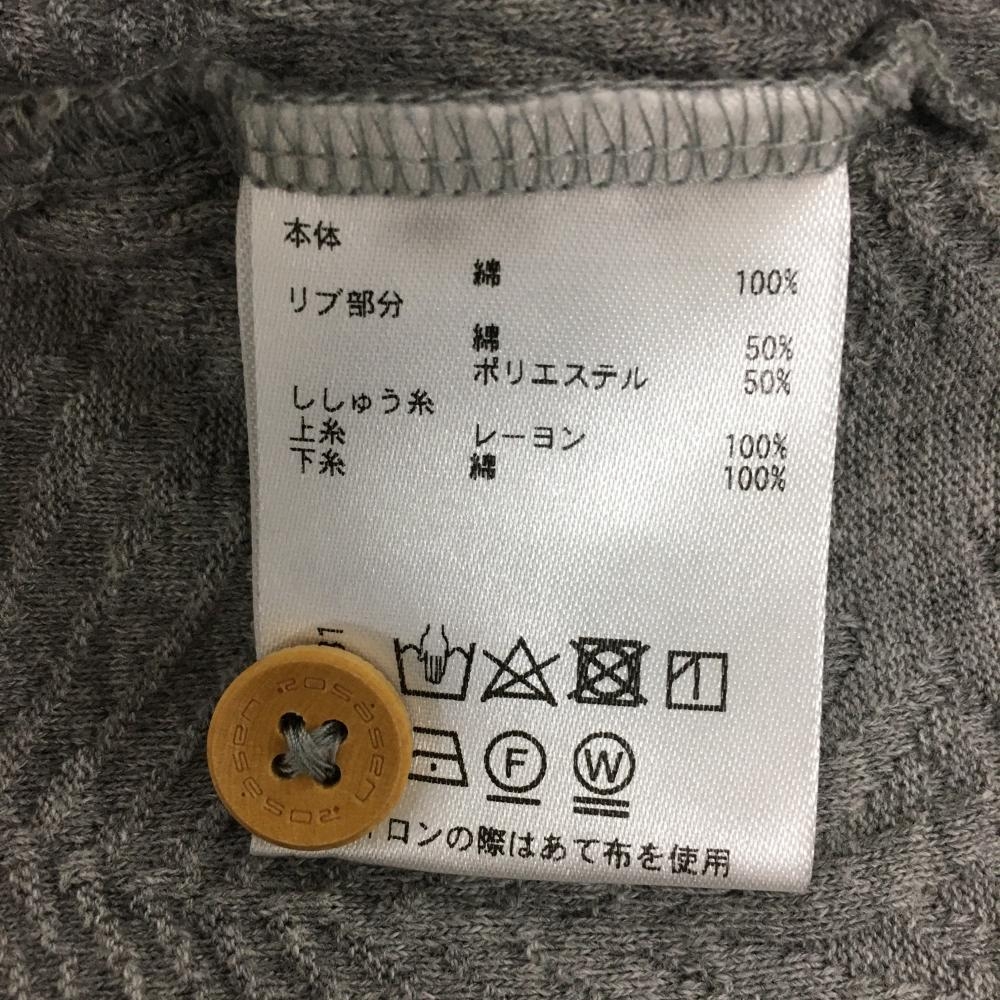 本体
綿 100%
リブ部分
綿 50%
ポリエステル 50%
ししゅう糸
上糸 レーヨン 100%
下糸 綿 100%
F W
ロンの際はあて布を使用
rosasen
rosasen